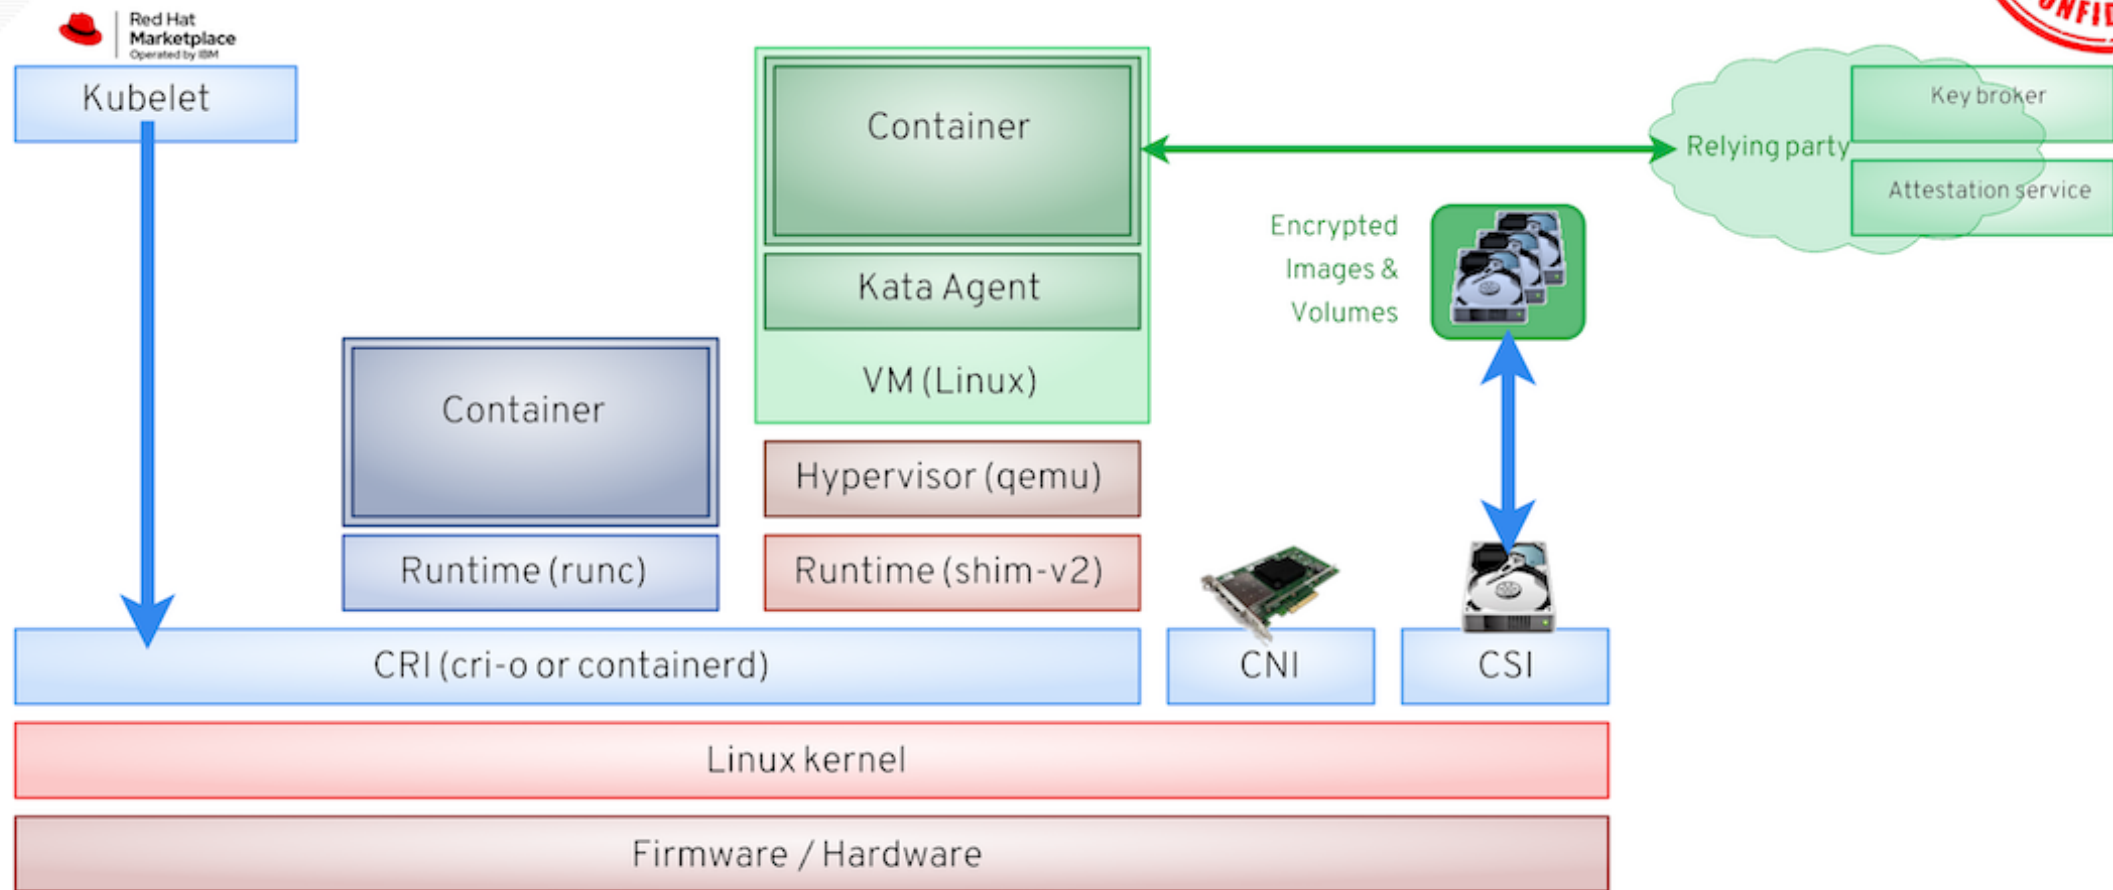 Red Hat
Marketplace
Operated by IBM
Kubelet
Container
Key broker
Relying party
Attestation service
Encrypted
Images &
Volumes
Kata Agent
VM (Linux)
Container
Hypervisor (qemu)
Runtime (runc)
Runtime (shim-v2)
CRI (cri-o or containerd)
CNI
CSI
Linux kernel
Firmware / Hardware